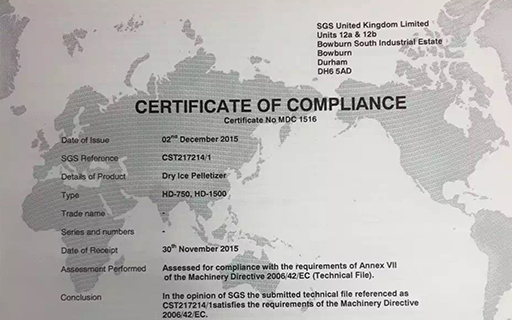 SGS United Kingdom Limited
Units 12a & 12b
Bowburn South Industrial Estate
Bowburn
Durham
DH6 5AD
CERTIFICATE OF COMPLIANCE
Certificate No MDC 1516
Date of Issue 02nd December 2015
SGS Reference CST217214/1
Details of Product Dry Ice Pelletizer
Type HD-750, HD-1500
Trade name -
Series and numbers -
Date of Receipt 30th November 2015
Assessment Performed Assessed for compliance with the requirements of Annex VII
of the Machinery Directive 2006/42/EC (Technical File).
Conclusion In the opinion of SGS the submitted technical file referenced as
CST217214/1satisfies the requirements of the Machinery Directive
2006/42/EC.